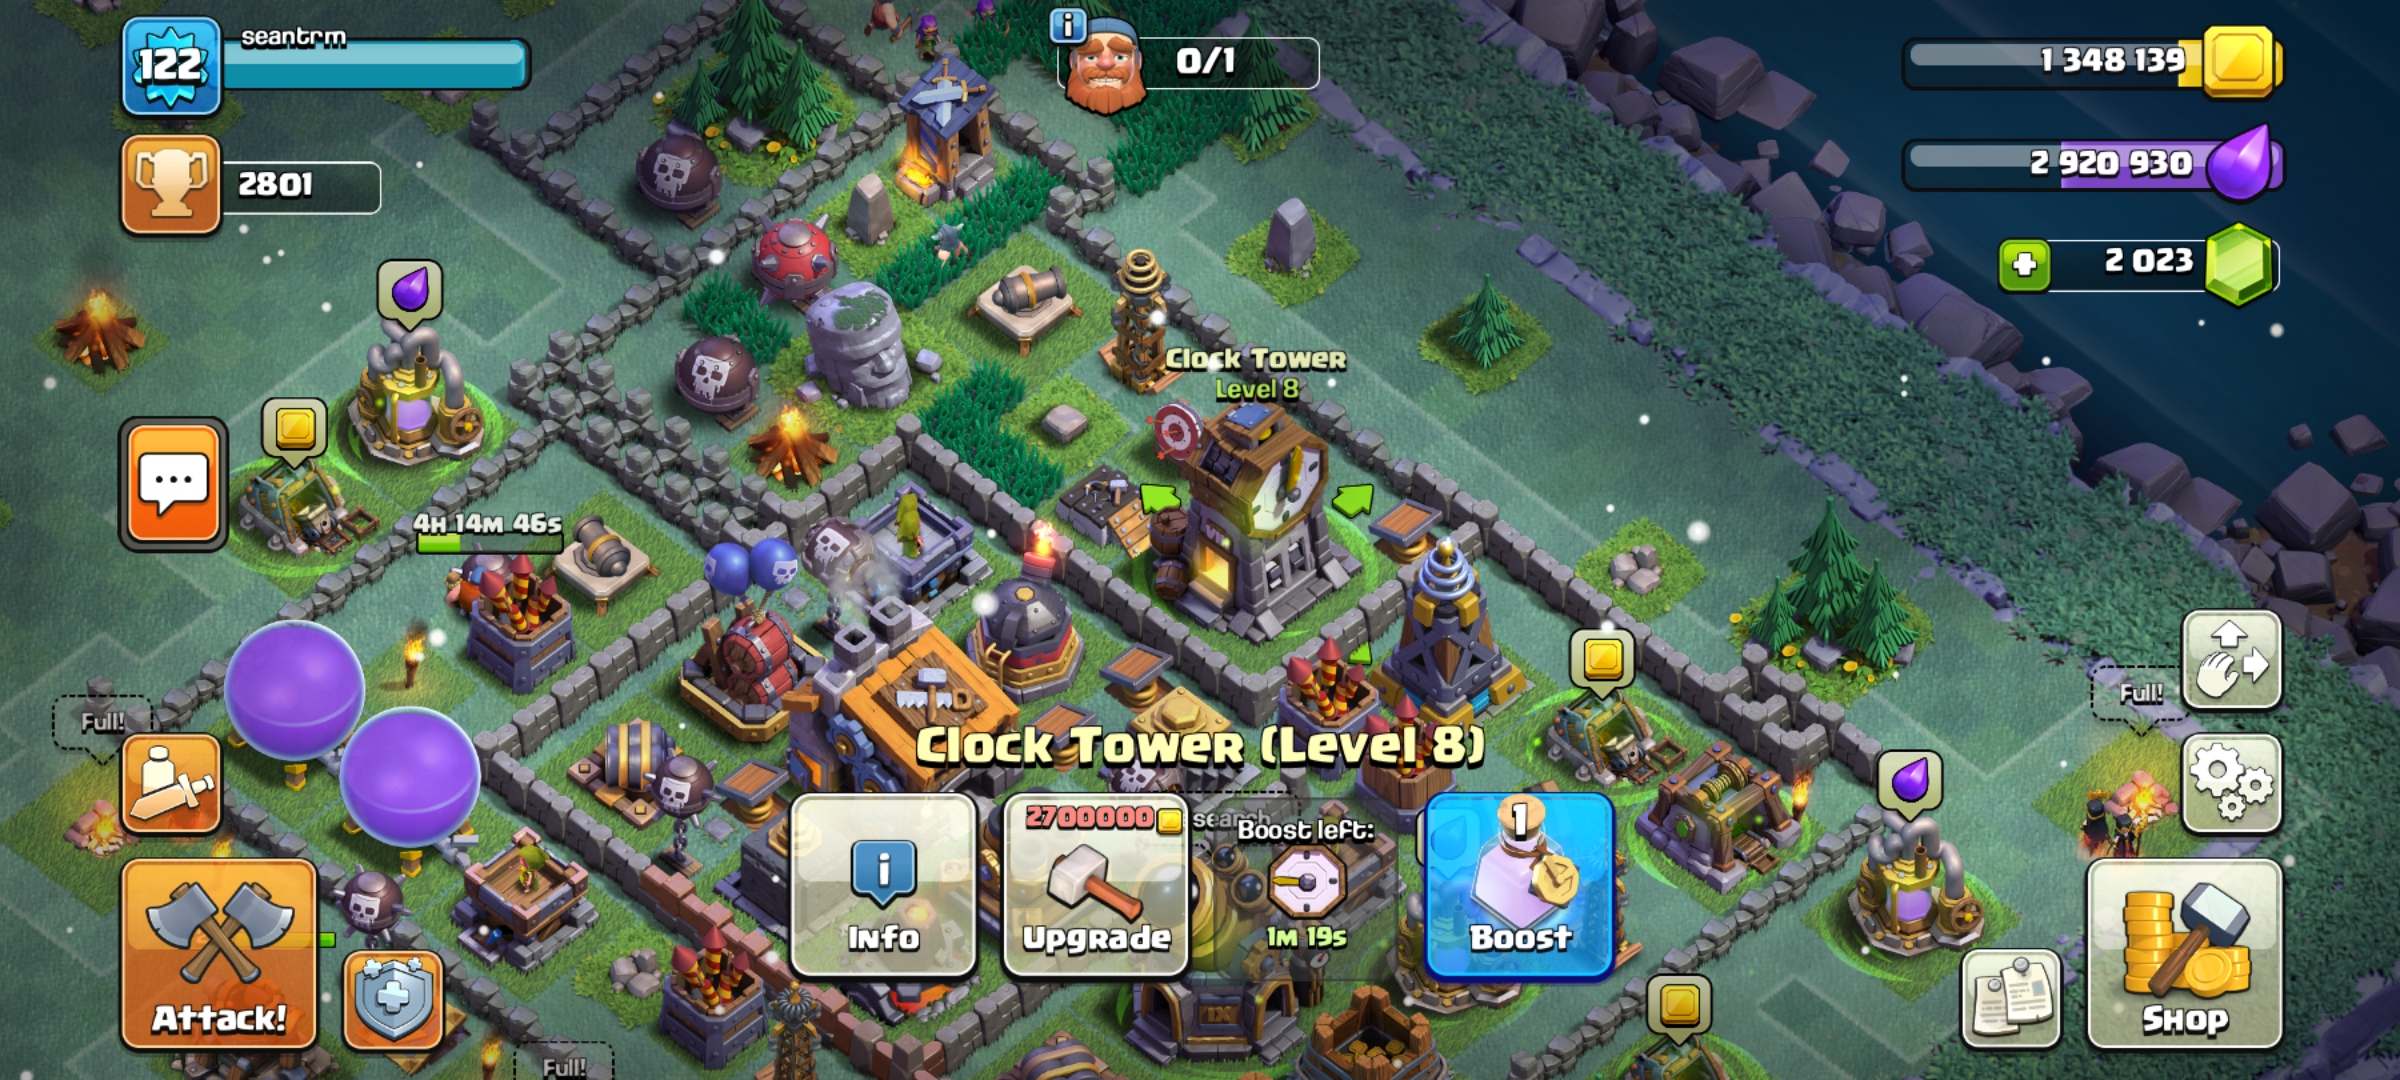 122
seantrm
0/1
1 348 139
2801
2 920 930
2 023
Clock Tower
Level 8
4H 14M 46s
Full!
Full!
Clock Tower (Level 8)
Info
2700000
Upgrade
search
Boost left:
1M 19s
1
Boost
Attack!
Shop
Full!